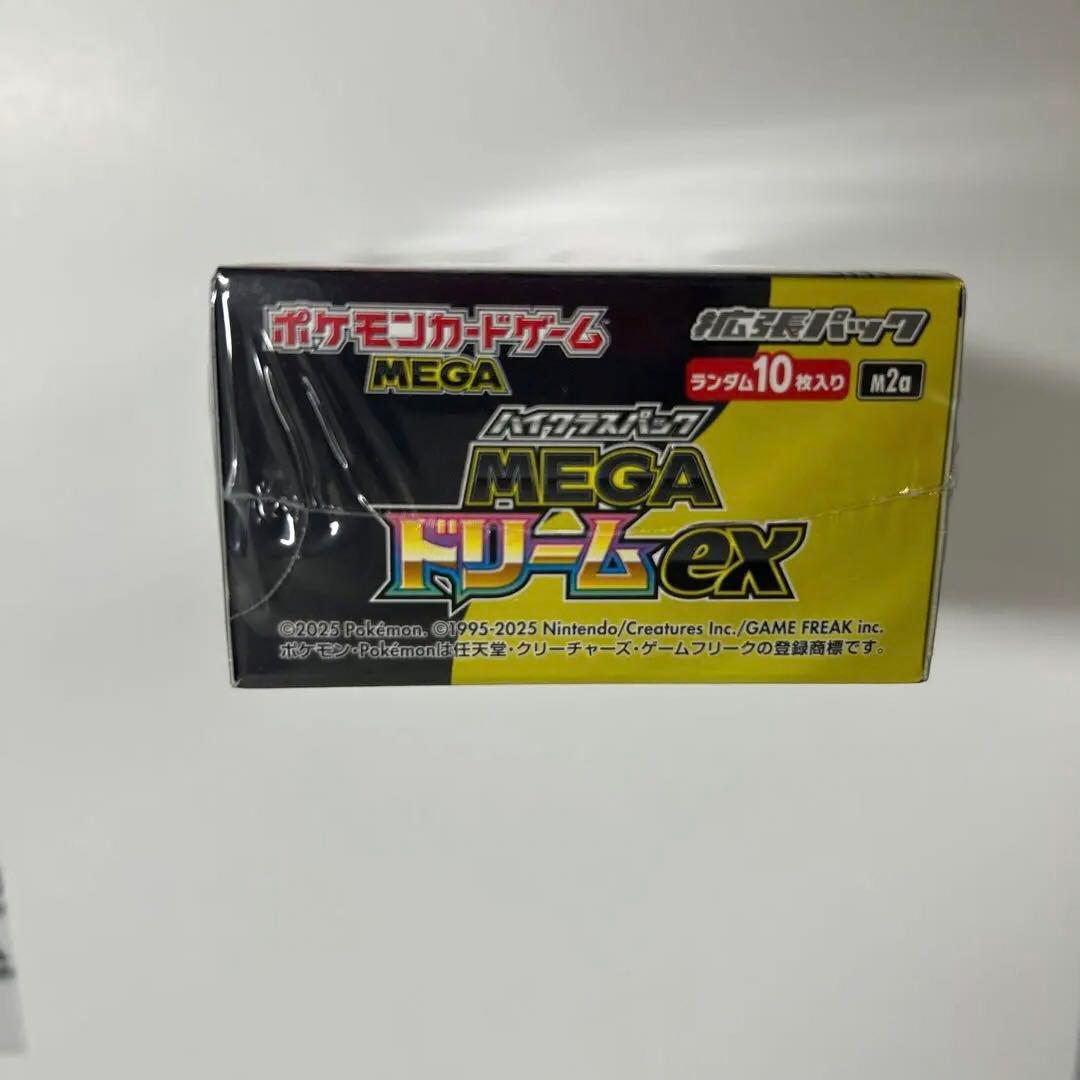 ポケモンカードゲーム
MEGA
拡張パック
ランダム10枚入り M2a
ハイクラスパック
MEGA
ドリームex
©2025 Pokémon. ©1995-2025 Nintendo/Creatures Inc./GAME FREAK inc.
ポケモン・Pokémonは任天堂・クリーチャーズ・ゲームフリークの登録商標です。